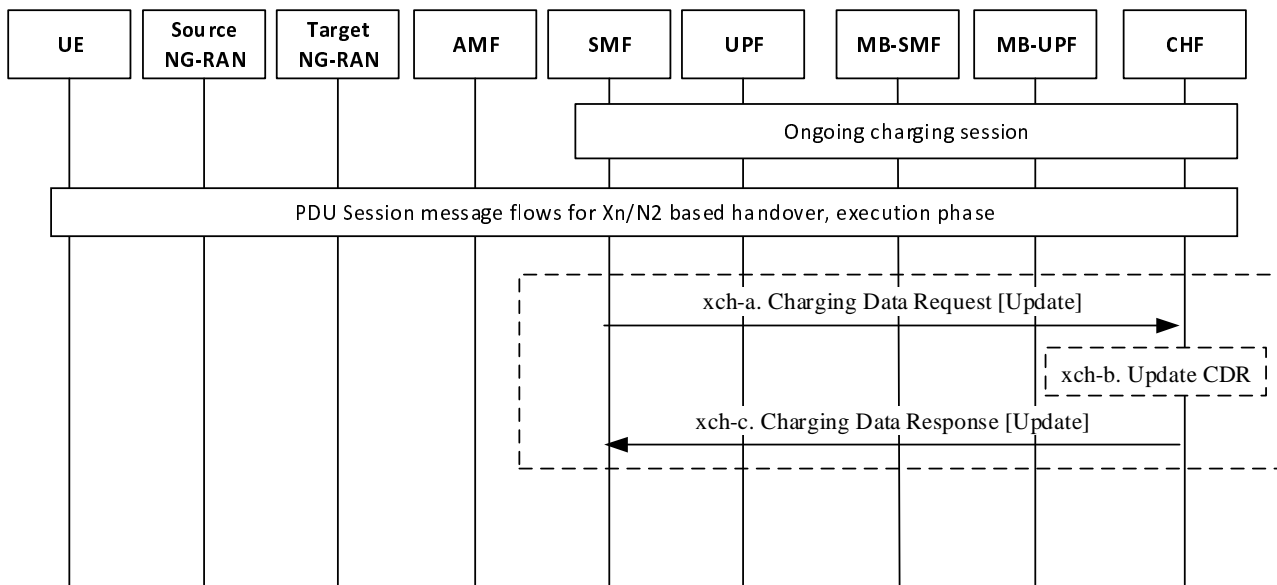 UE
Source
NG-RAN
Target
NG-RAN
AMF
SMF
UPF
MB-SMF
MB-UPF
CHF
Ongoing charging session
PDU Session message flows for Xn/N2 based handover, execution phase
xch-a. Charging Data Request [Update]
xch-b. Update CDR
xch-c. Charging Data Response [Update]